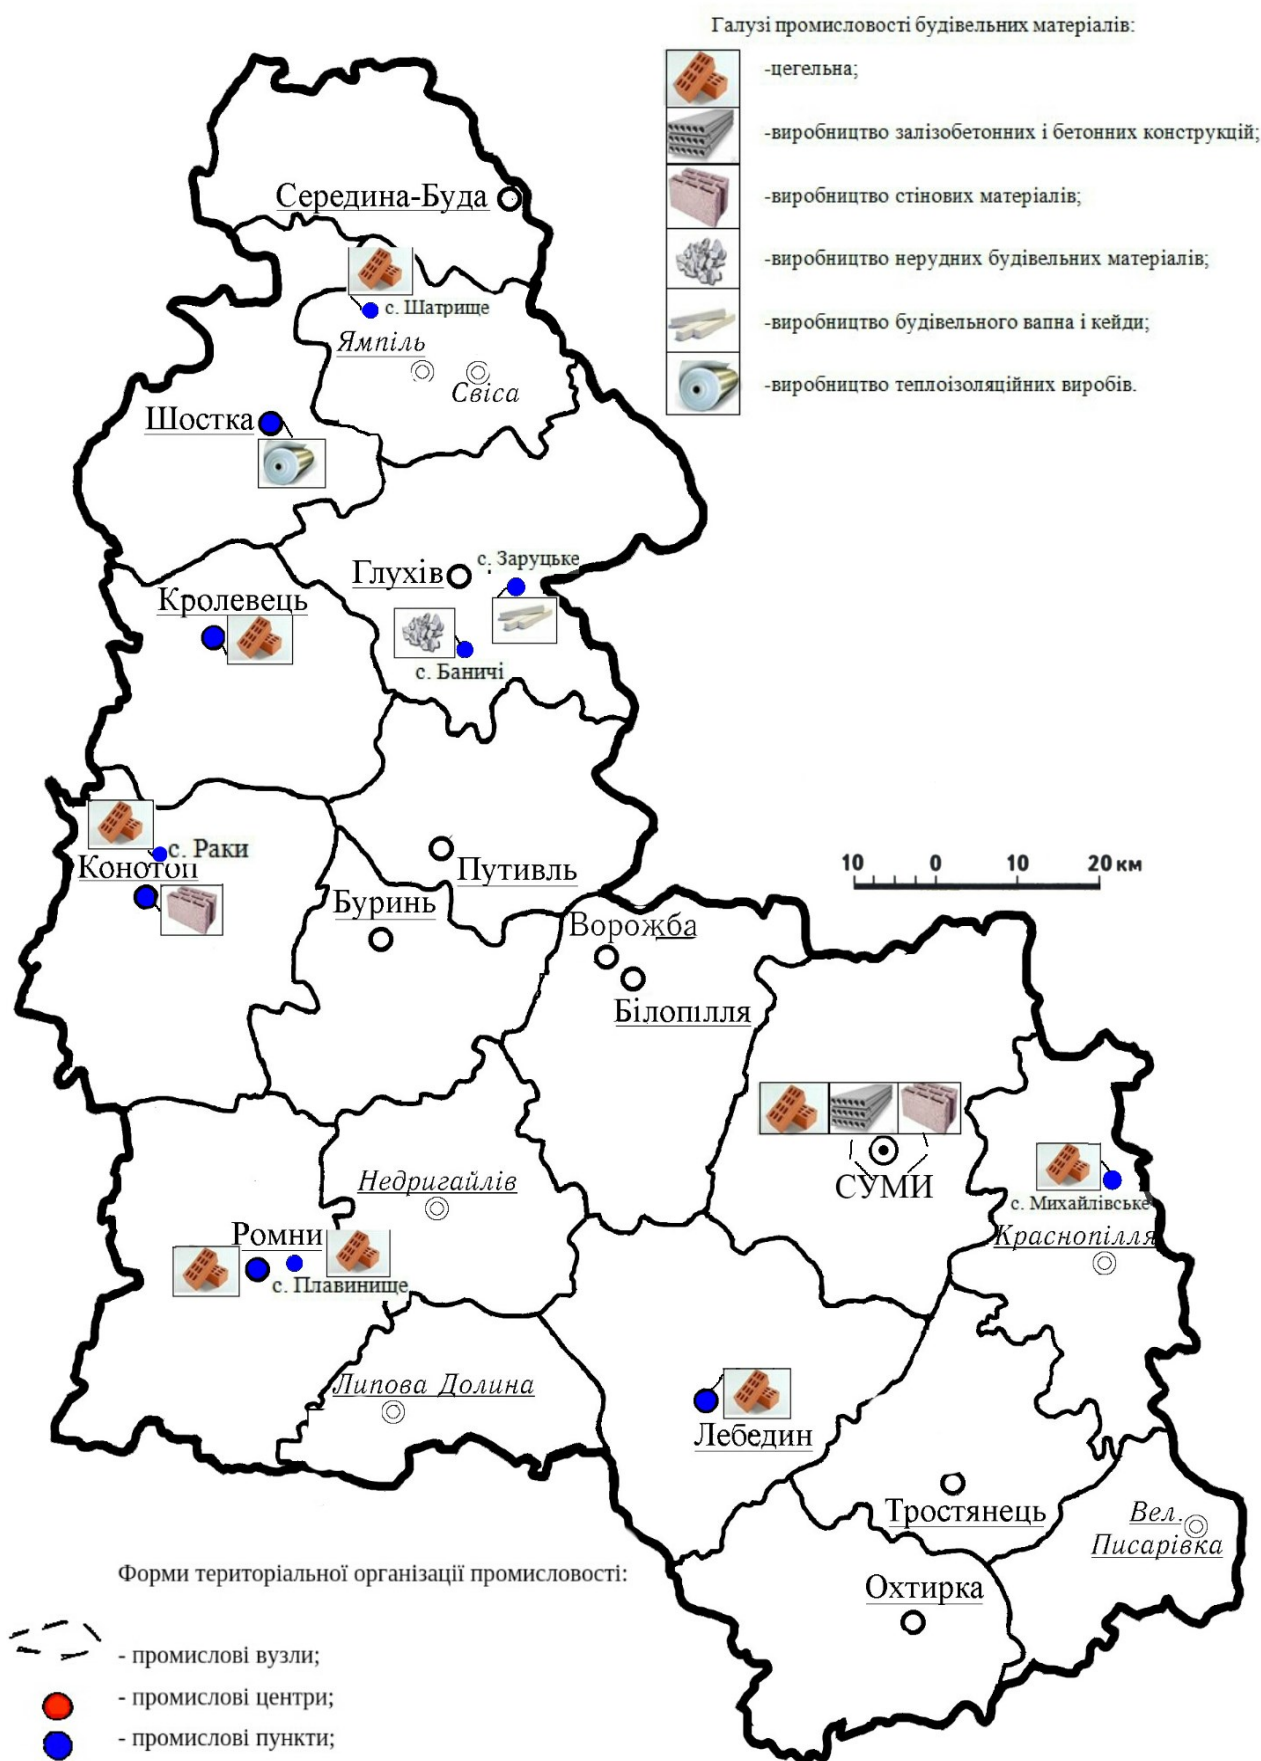 Галузі промисловості будівельних матеріалів:
-цегельна;
-виробництво залізобетонних і бетонних конструкцій;
-виробництво стінових матеріалів;
-виробництво нерудних будівельних матеріалів;
-виробництво будівельного вапна і кейди;
-виробництво теплоізоляційних виробів.
Середина-Буда
с. Шатрище
Ямпіль
Свіса
Шостка
с. Заруцьке
Глухів
Кролевець
с. Баничі
с. Раки
Конотоп
Путивль
10 0 10 20 км
Буринь
Ворожба
Білопілля
СУМИ
Недригайлів
с. Михайлівське
Краснопілля
Ромни
с. Плавинище
Липова Долина
Лебедин
Тростянець
Вел.
Писарівка
Охтирка
Форми територіальної організації промисловості:
- промислові вузли;
- промислові центри;
- промислові пункти;